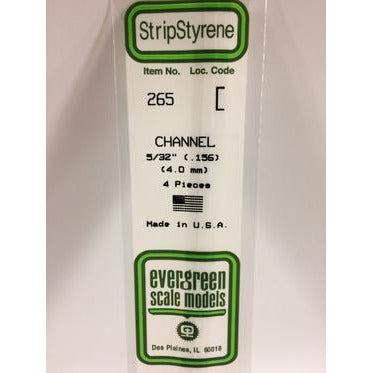 StripStyrene
Item No. Loc. Code
265 [
CHANNEL
5/32" (.156)
(4.0 mm)
4 Pieces
Made in U.S.A.
evergreen
scale models
Des Plaines, IL 60018